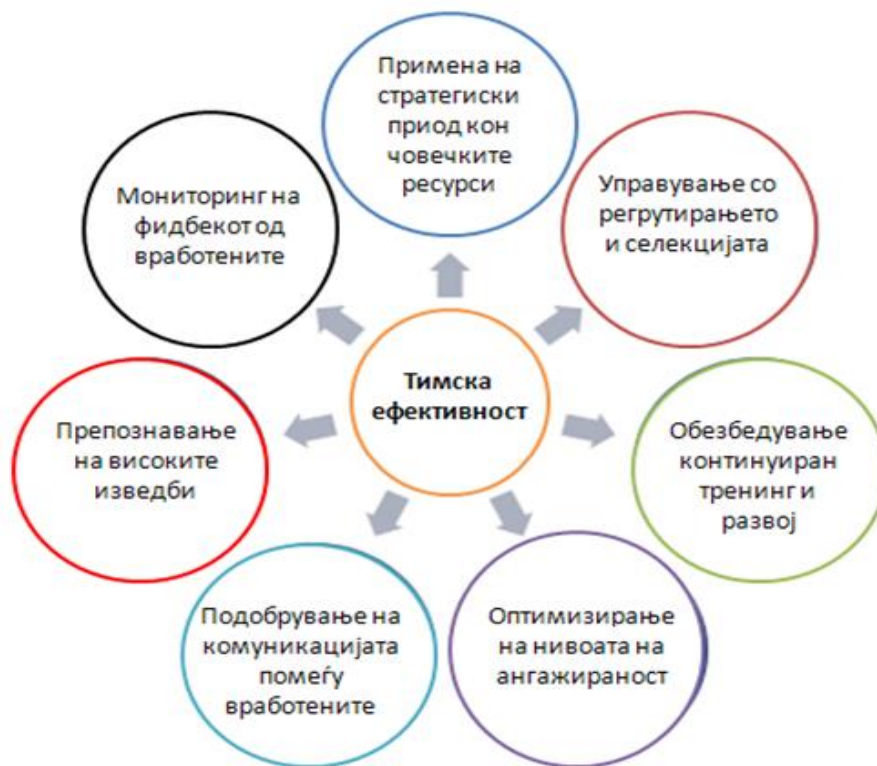 Примена на
стратегиски
приод кон
човечките
ресурси
Управување со
регрутирањето
и селекцијата
Обезбедување
континуиран
тренинг и
развој
Оптимизирање
на нивоата на
ангажираност
Подобрување на
комуникацијата
помеѓу
вработените
Препознавање
на високите
изведби
Мониторинг на
фидбекот од
вработените
Тимска
ефективност